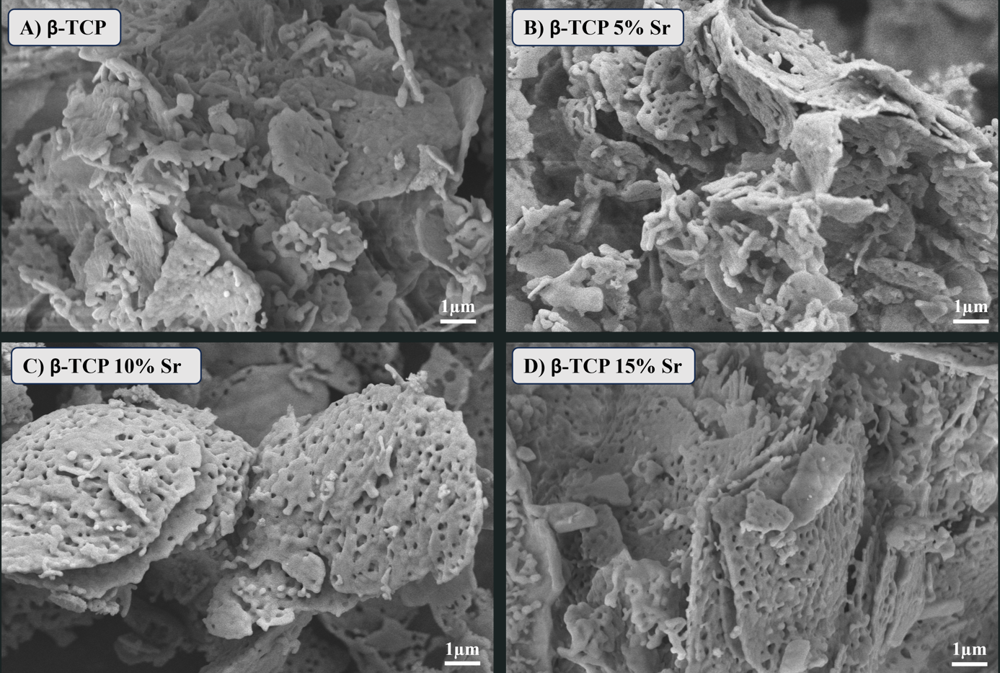 A) β-TCP
B) β-TCP 5% Sr
1µm
1µm
C) β-TCP 10% Sr
D) β-TCP 15% Sr
1µm
1µm